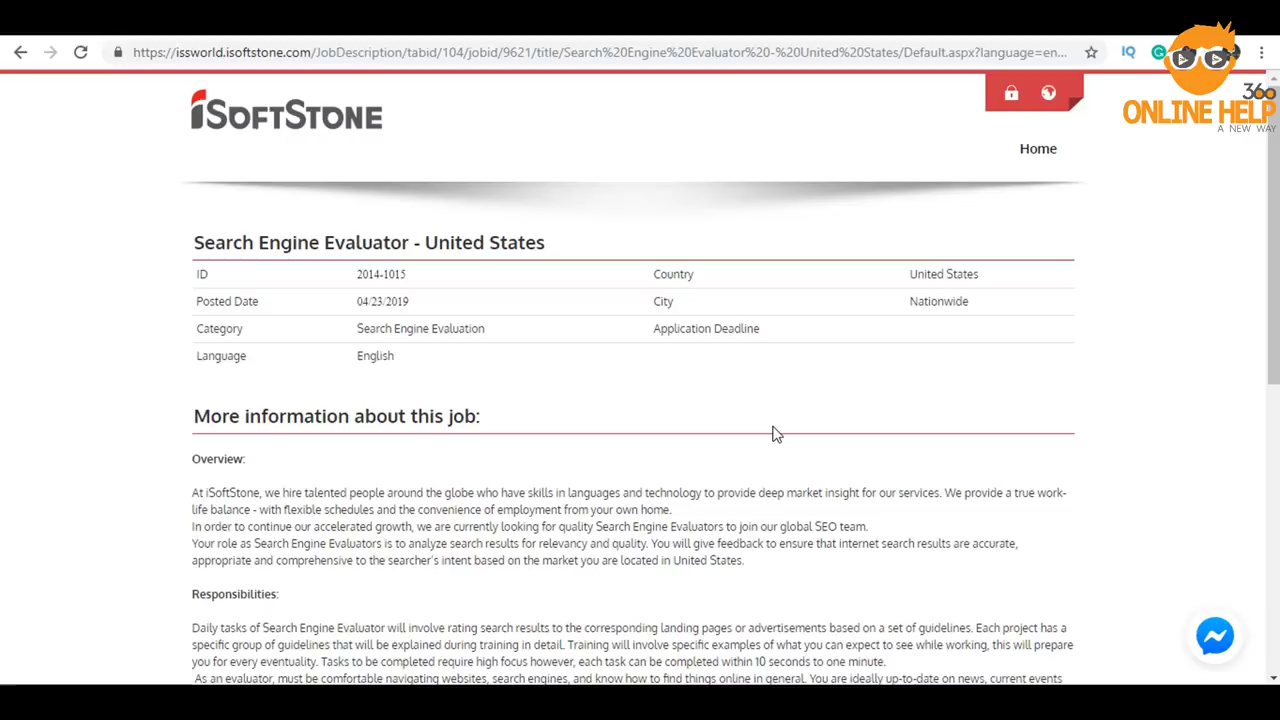 https://issworld.isoftstone.com/JobDescription/tabid/104/jobid/9621/title/Search%20Engine%20Evaluator%20-%20United%20States/Default.aspx?language=en...
IQ
360
ONLINE HELP
A NEW WAY
iSOFTSTONE
Home
Search Engine Evaluator - United States
ID 2014-1015 Country United States
Posted Date 04/23/2019 City Nationwide
Category Search Engine Evaluation Application Deadline
Language English
More information about this job:
Overview:
At iSoftStone, we hire talented people around the globe who have skills in languages and technology to provide deep market insight for our services. We provide a true work-
life balance - with flexible schedules and the convenience of employment from your own home.
In order to continue our accelerated growth, we are currently looking for quality Search Engine Evaluators to join our global SEO team.
Your role as Search Engine Evaluators is to analyze search results for relevancy and quality. You will give feedback to ensure that internet search results are accurate,
appropriate and comprehensive to the searcher's intent based on the market you are located in United States.
Responsibilities:
Daily tasks of Search Engine Evaluator will involve rating search results to the corresponding landing pages or advertisements based on a set of guidelines. Each project has a
specific group of guidelines that will be explained during training in detail. Training will involve specific examples of what you can expect to see while working, this will prepare
you for every eventuality. Tasks to be completed require high focus however, each task can be completed within 10 seconds to one minute.
As an evaluator, must be comfortable navigating websites, search engines, and know how to find things online in general. You are ideally up-to-date on news, current events